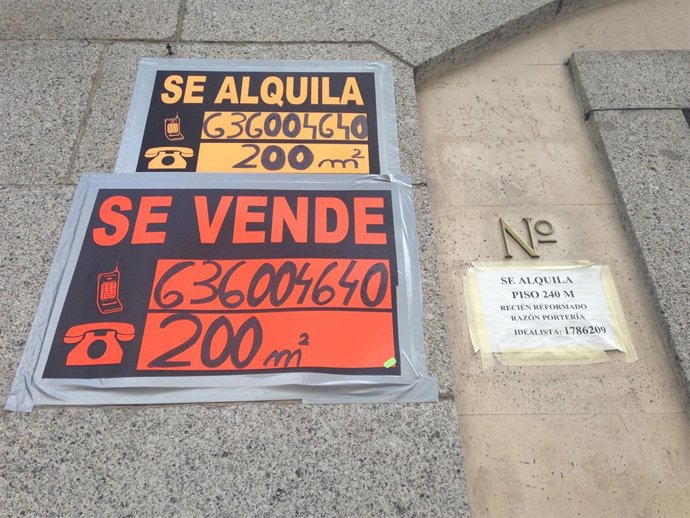 SE ALQUILA
636004640
200 m²
SE VENDE
636004640
200 m²
Nº
SE ALQUILA
PISO 240 M
RECIÉN REFORMADO
RAZÓN PORTERÍA
IDEALISTA: 1786209